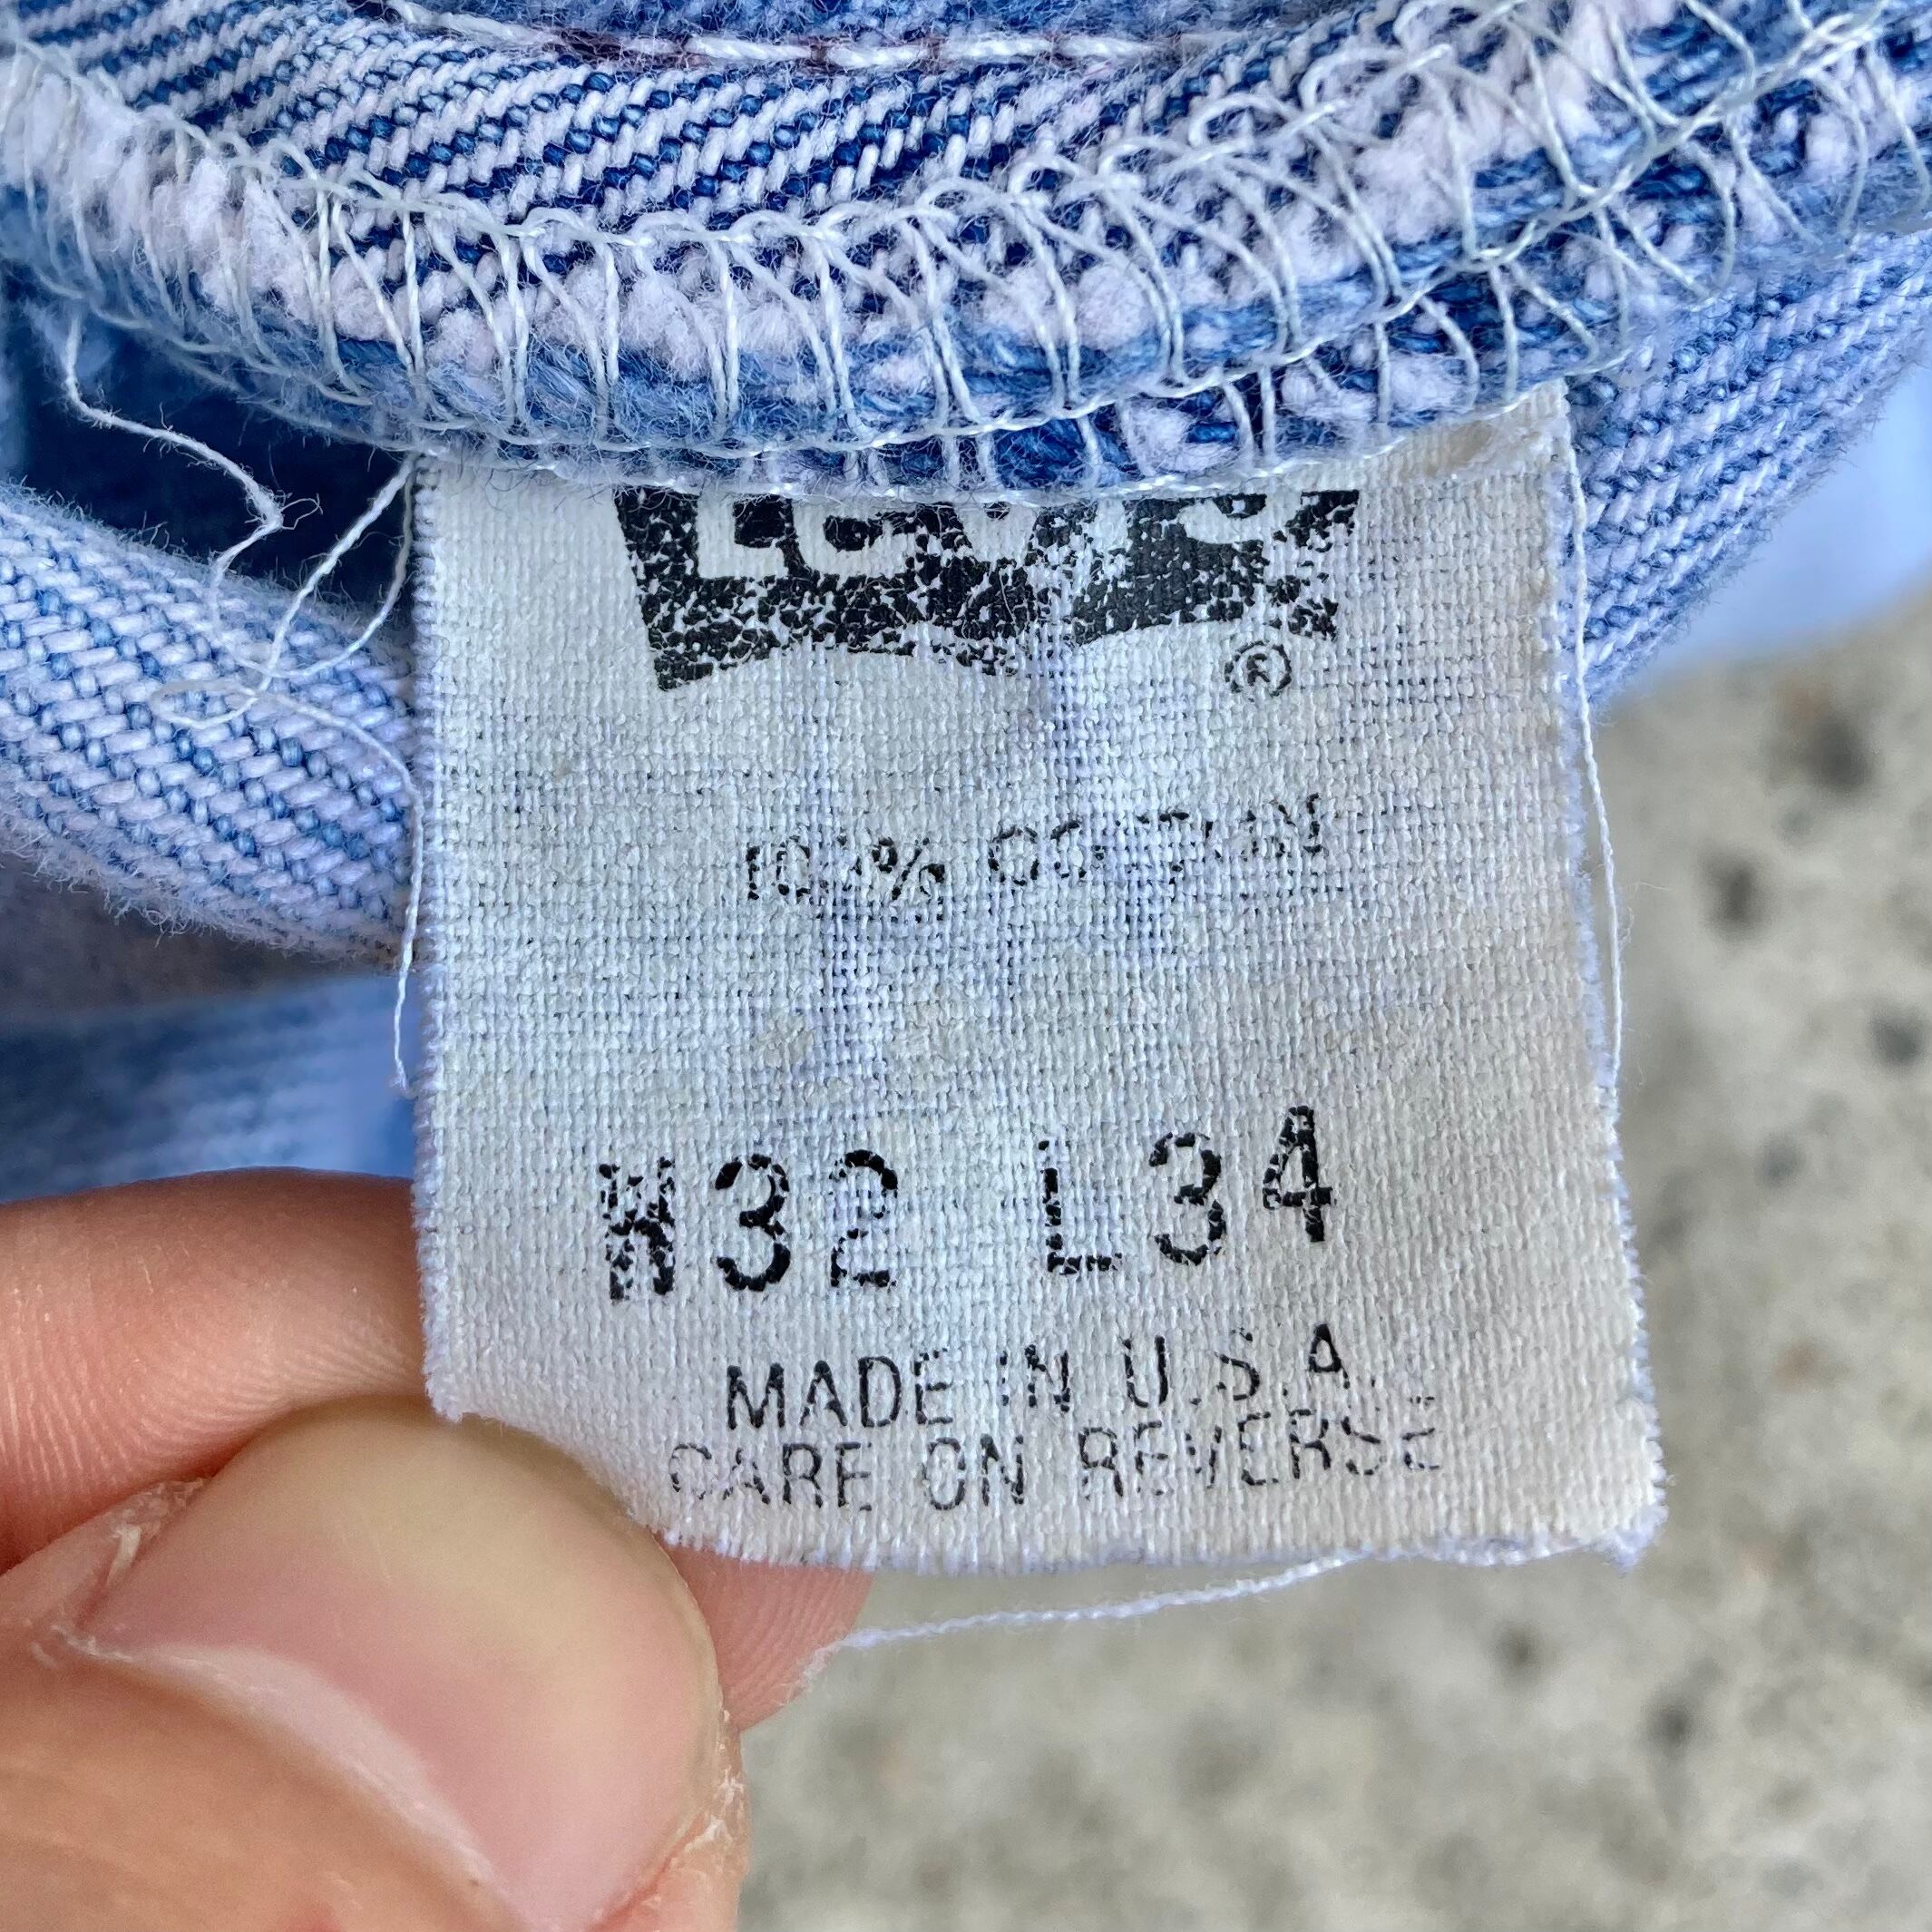 Levi's
®
100% COTTON
W32 L34
MADE IN U.S.A.
CARE ON REVERSE